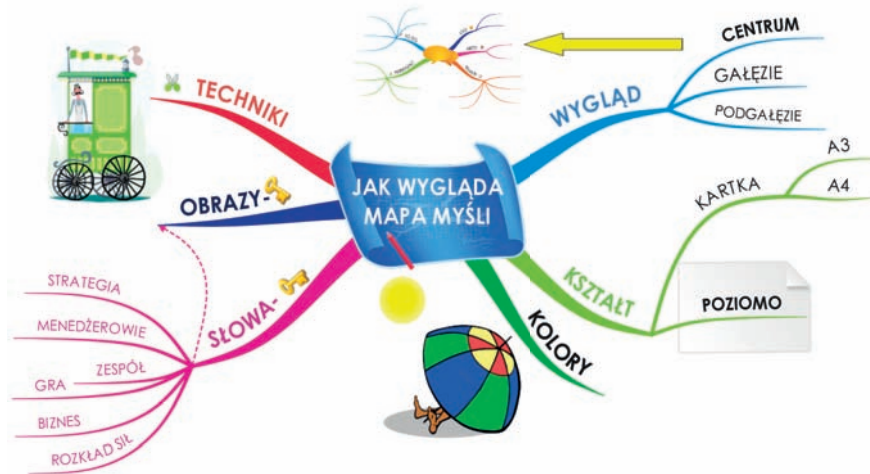 JAK WYGLĄDA
MAPA MYŚLI
WYGLĄD
CENTRUM
GAŁĘZIE
PODGAŁĘZIE
KSZTAŁT
KARTKA
A3
A4
POZIOMO
KOLORY
SŁOWA-
STRATEGIA
MENEDŻEROWIE
ZESPÓŁ
GRA
BIZNES
ROZKŁAD SIŁ
OBRAZY-
TECHNIKI